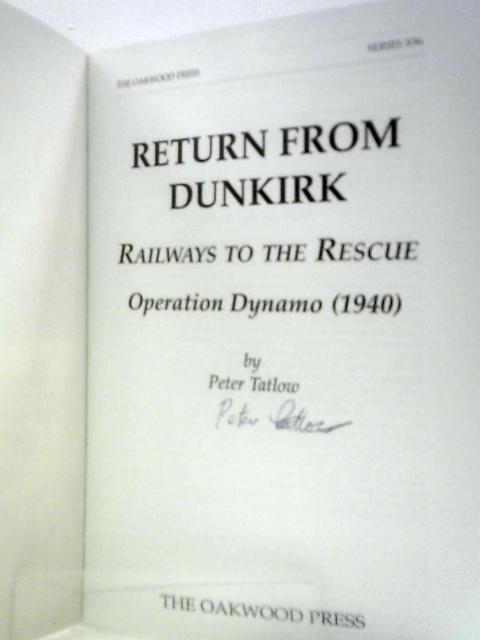 THE OAKWOOD PRESS
SERIES X96
RETURN FROM
DUNKIRK
RAILWAYS TO THE RESCUE
Operation Dynamo (1940)
by
Peter Tatlow
Peter Tatlow
THE OAKWOOD PRESS